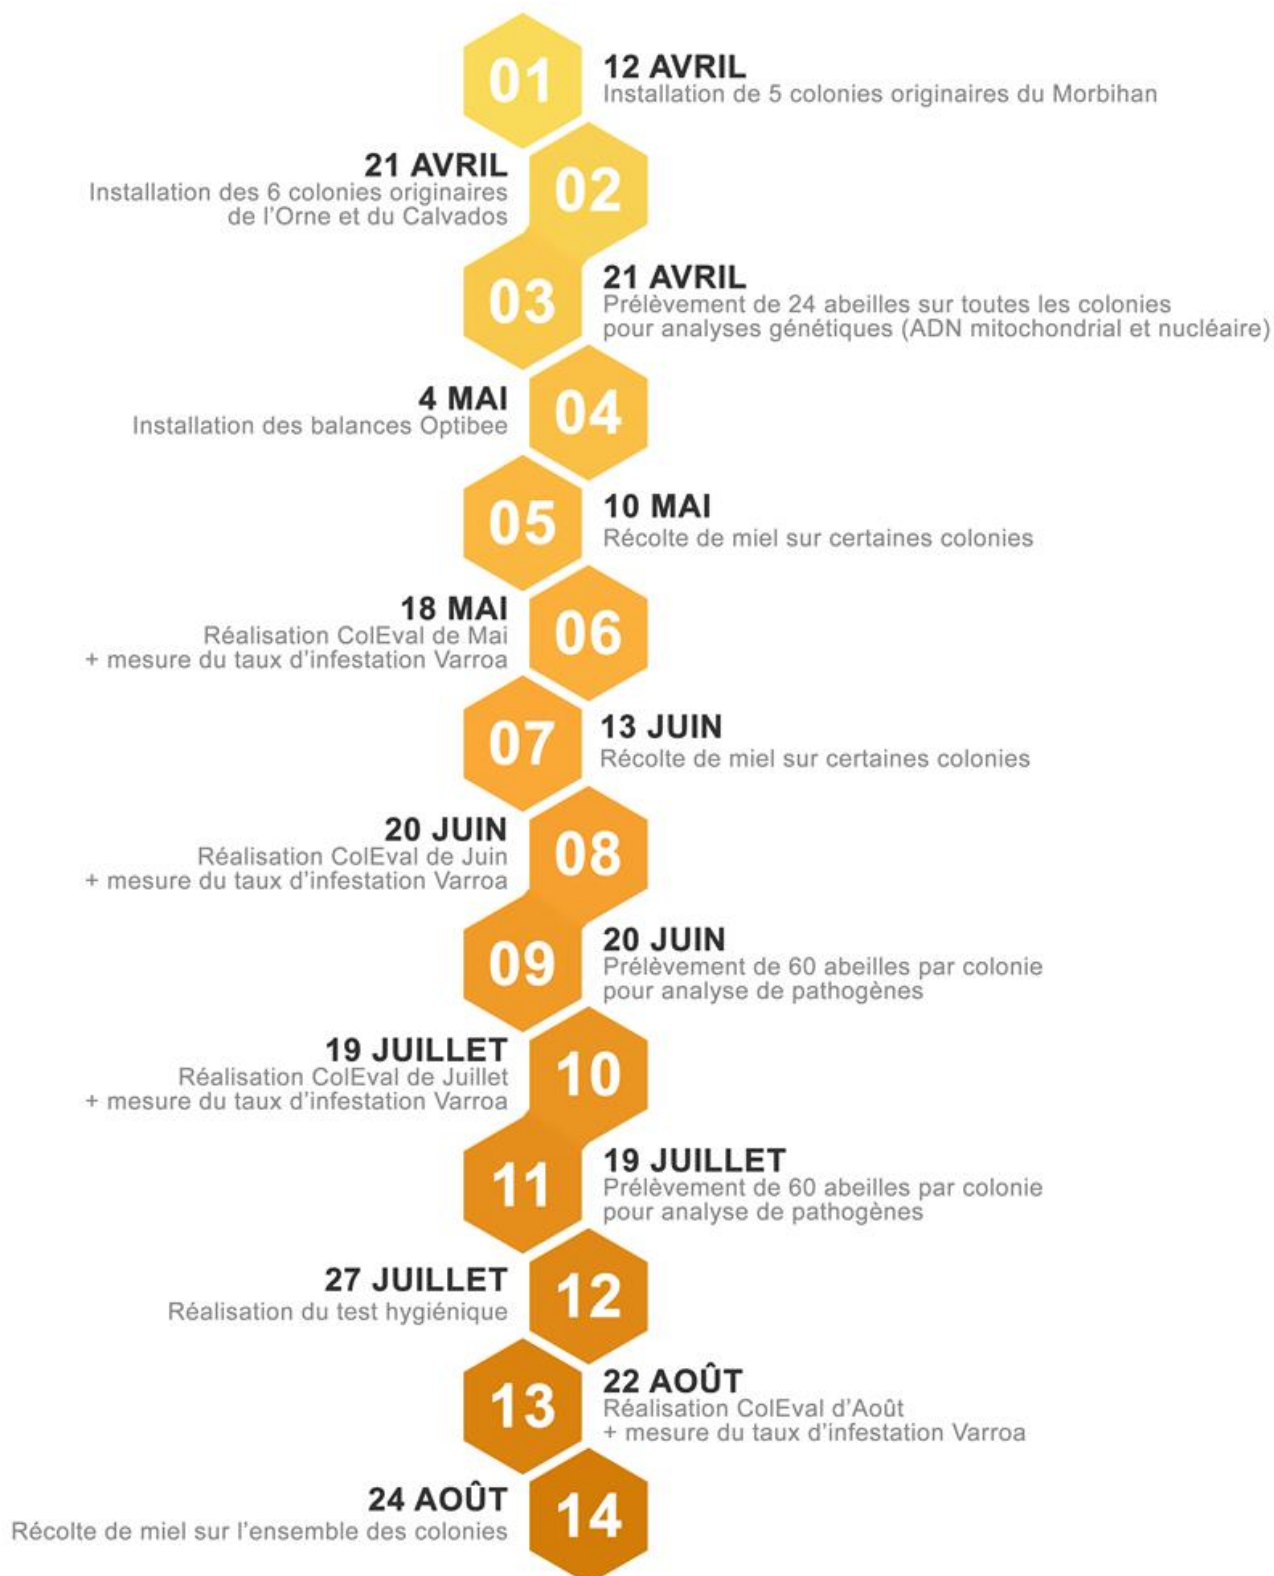 01
12 AVRIL
Installation de 5 colonies originaires du Morbihan
21 AVRIL
Installation des 6 colonies originaires
de l'Orne et du Calvados
02
03
21 AVRIL
Prélèvement de 24 abeilles sur toutes les colonies
pour analyses génétiques (ADN mitochondrial et nucléaire)
4 MAI
Installation des balances Optibee
04
05
10 MAI
Récolte de miel sur certaines colonies
18 MAI
Réalisation ColEval de Mai
+ mesure du taux d'infestation Varroa
06
07
13 JUIN
Récolte de miel sur certaines colonies
20 JUIN
Réalisation ColEval de Juin
+ mesure du taux d'infestation Varroa
08
09
20 JUIN
Prélèvement de 60 abeilles par colonie
pour analyse de pathogènes
19 JUILLET
Réalisation ColEval de Juillet
+ mesure du taux d'infestation Varroa
10
11
19 JUILLET
Prélèvement de 60 abeilles par colonie
pour analyse de pathogènes
27 JUILLET
Réalisation du test hygiénique
12
13
22 AOÛT
Réalisation ColEval d'Août
+ mesure du taux d'infestation Varroa
24 AOÛT
Récolte de miel sur l'ensemble des colonies
14